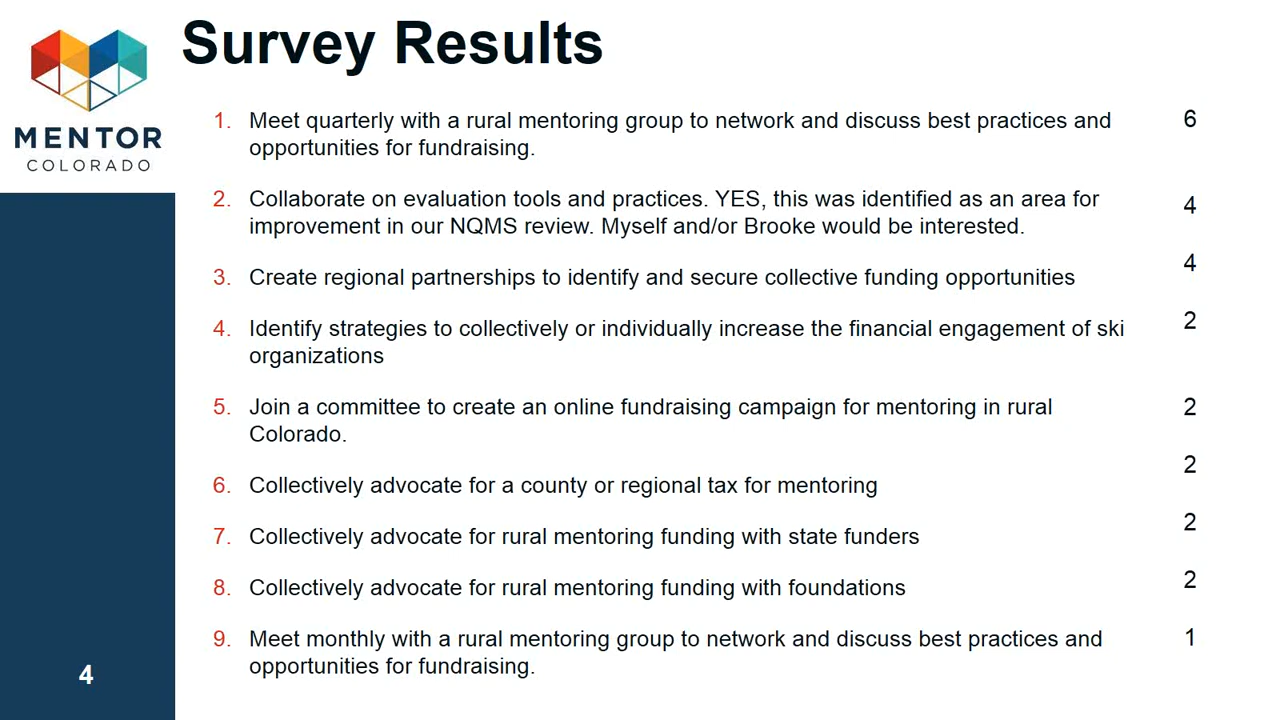 Survey Results
MENTOR
COLORADO
1. Meet quarterly with a rural mentoring group to network and discuss best practices and 6
opportunities for fundraising.
2. Collaborate on evaluation tools and practices. YES, this was identified as an area for 4
improvement in our NQMS review. Myself and/or Brooke would be interested.
3. Create regional partnerships to identify and secure collective funding opportunities 4
4. Identify strategies to collectively or individually increase the financial engagement of ski 2
organizations
5. Join a committee to create an online fundraising campaign for mentoring in rural 2
Colorado.
6. Collectively advocate for a county or regional tax for mentoring 2
7. Collectively advocate for rural mentoring funding with state funders 2
8. Collectively advocate for rural mentoring funding with foundations 2
9. Meet monthly with a rural mentoring group to network and discuss best practices and 1
opportunities for fundraising.
4